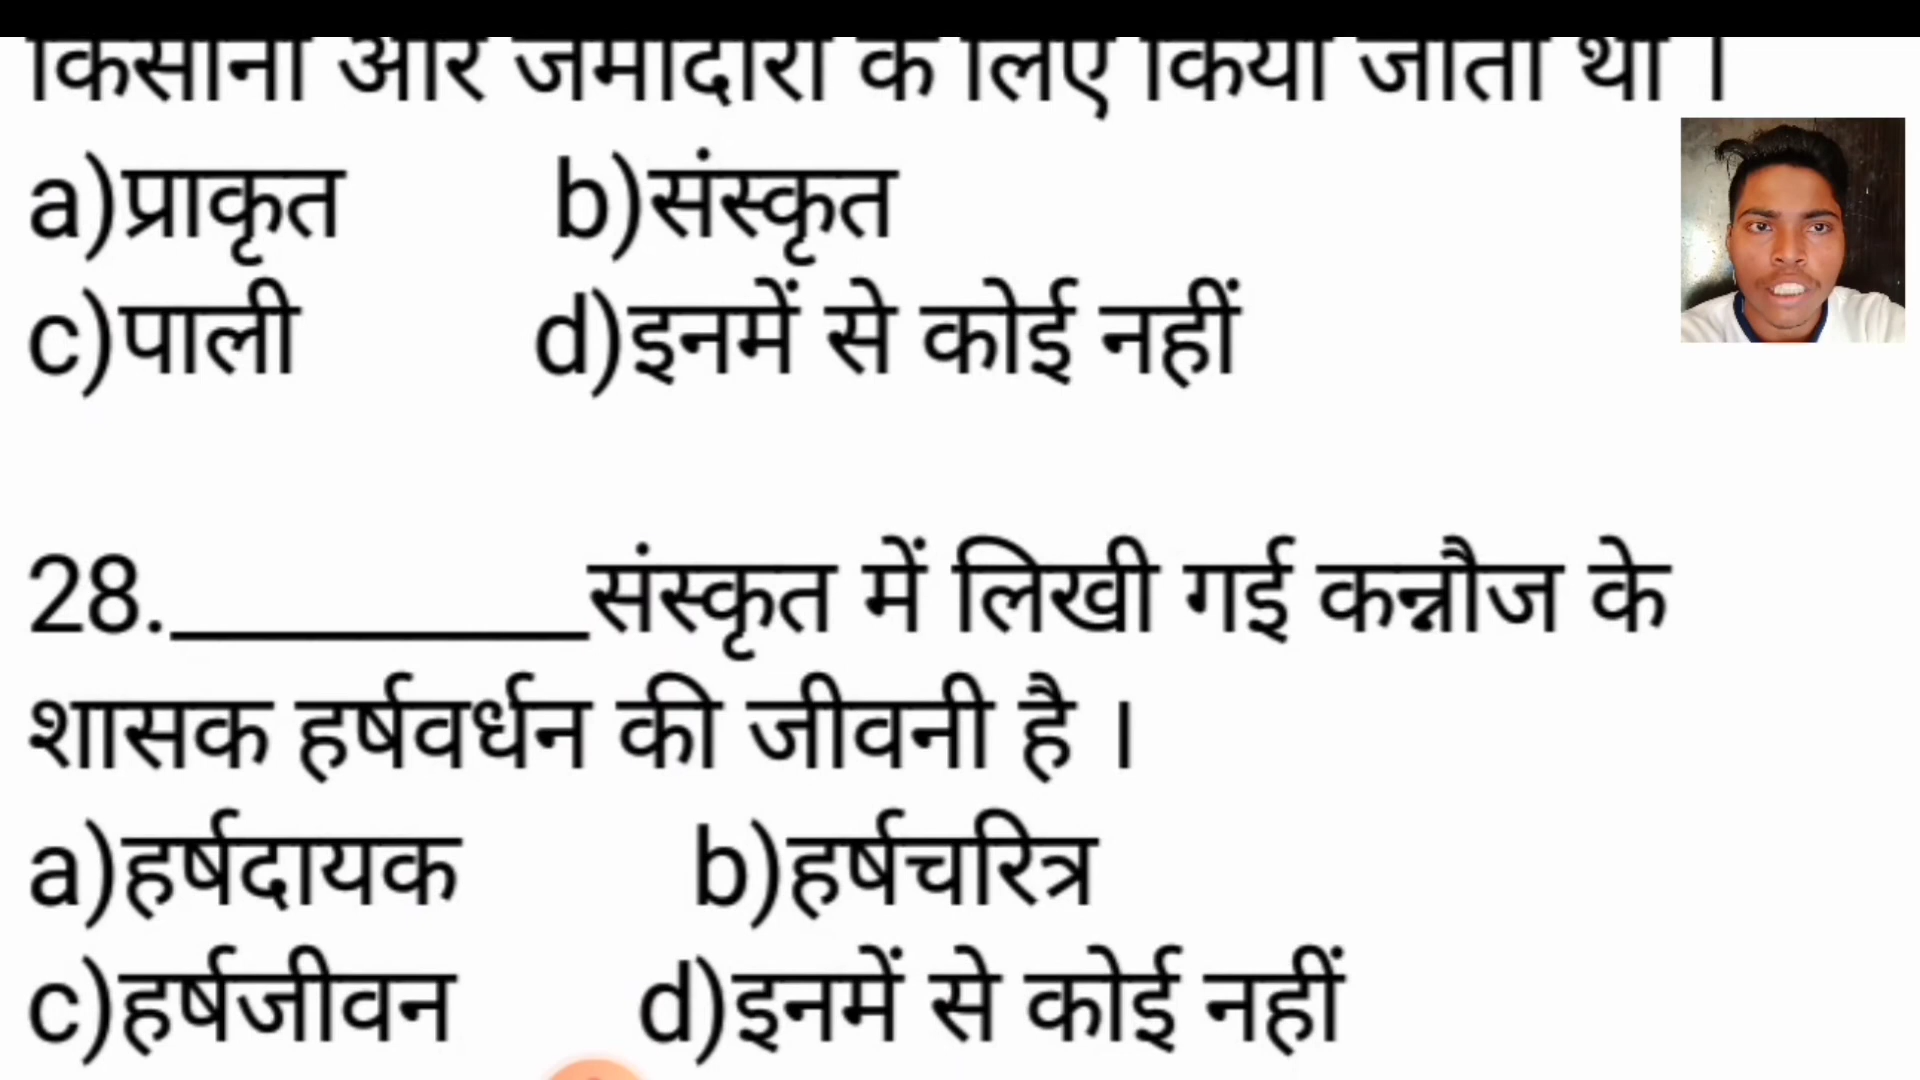 किसानों और जमींदारों के लिए किया जाता था ।
a)प्राकृत b)संस्कृत
c)पाली d)इनमें से कोई नहीं
28.__________संस्कृत में लिखी गई कन्नौज के
शासक हर्षवर्धन की जीवनी है ।
a)हर्षदायक b)हर्षचरित्र
c)हर्षजीवन d)इनमें से कोई नहीं